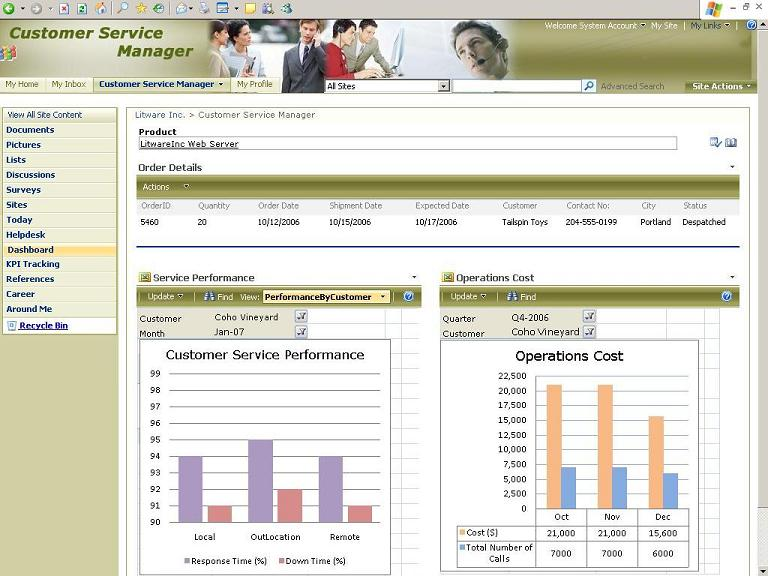 Customer Service
Manager
Welcome System Account My Site | My Links
My Home My Inbox Customer Service Manager My Profile
All Sites
Advanced Search
Site Actions
View All Site Content
Documents
Pictures
Lists
Discussions
Surveys
Sites
Today
Helpdesk
Dashboard
KPI Tracking
References
Career
Around Me
Recycle Bin
Litware Inc. > Customer Service Manager
Product
LitwareInc Web Server
Order Details
Actions
OrderID Quantity Order Date Shipment Date Expected Date Customer Contact No: City Status
5460 20 10/12/2006 10/15/2006 10/17/2006 Tailspin Toys 204-555-0199 Portland Despatched
Service Performance
Update Find View: PerformanceByCustomer
Customer Coho Vineyard
Month Jan-07
Customer Service Performance
99
98
97
96
95
94
93
92
91
90
Local OutLocation Remote
Response Time (%) Down Time (%)
Operations Cost
Update Find
Quarter Q4-2006
Customer Coho Vineyard
Operations Cost
22,500
20,000
17,500
15,000
12,500
10,000
7,500
5,000
2,500
0
Oct Nov Dec
Cost ($) 21,000 21,000 15,600
Total Number of Calls 7000 7000 6000